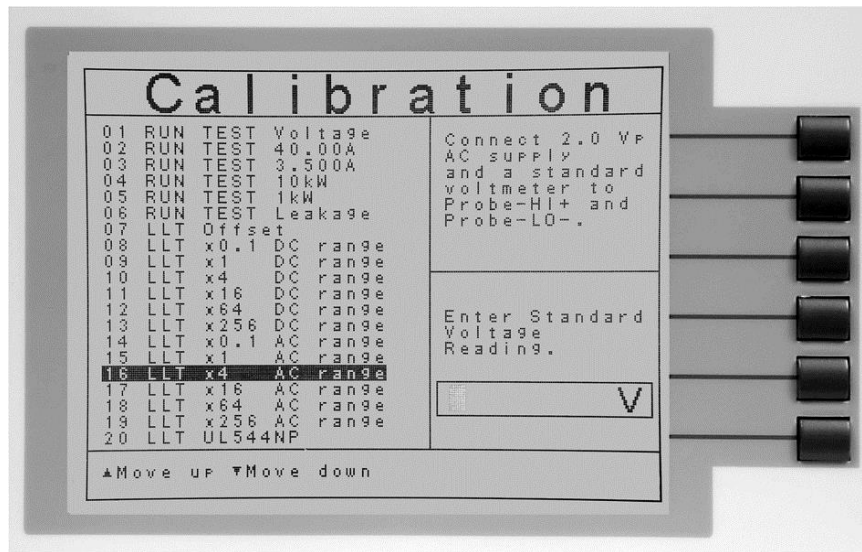 Calibration
01 RUN TEST Voltage
02 RUN TEST 40.00A
03 RUN TEST 3.500A
04 RUN TEST 10kW
05 RUN TEST 1kW
06 RUN TEST Leakage
07 LLT Offset
08 LLT x0.1 DC range
09 LLT x1 DC range
10 LLT x4 DC range
11 LLT x16 DC range
12 LLT x64 DC range
13 LLT x256 DC range
14 LLT x0.1 AC range
15 LLT x1 AC range
16 LLT x4 AC range
17 LLT x16 AC range
18 LLT x64 AC range
19 LLT x256 AC range
20 LLT UL544NP
Connect 2.0 Vp
AC supply
and a standard
voltmeter to
Probe-HI+ and
Probe-LO-.
Enter Standard
Voltage
Reading.
V
▲Move up ▼Move down